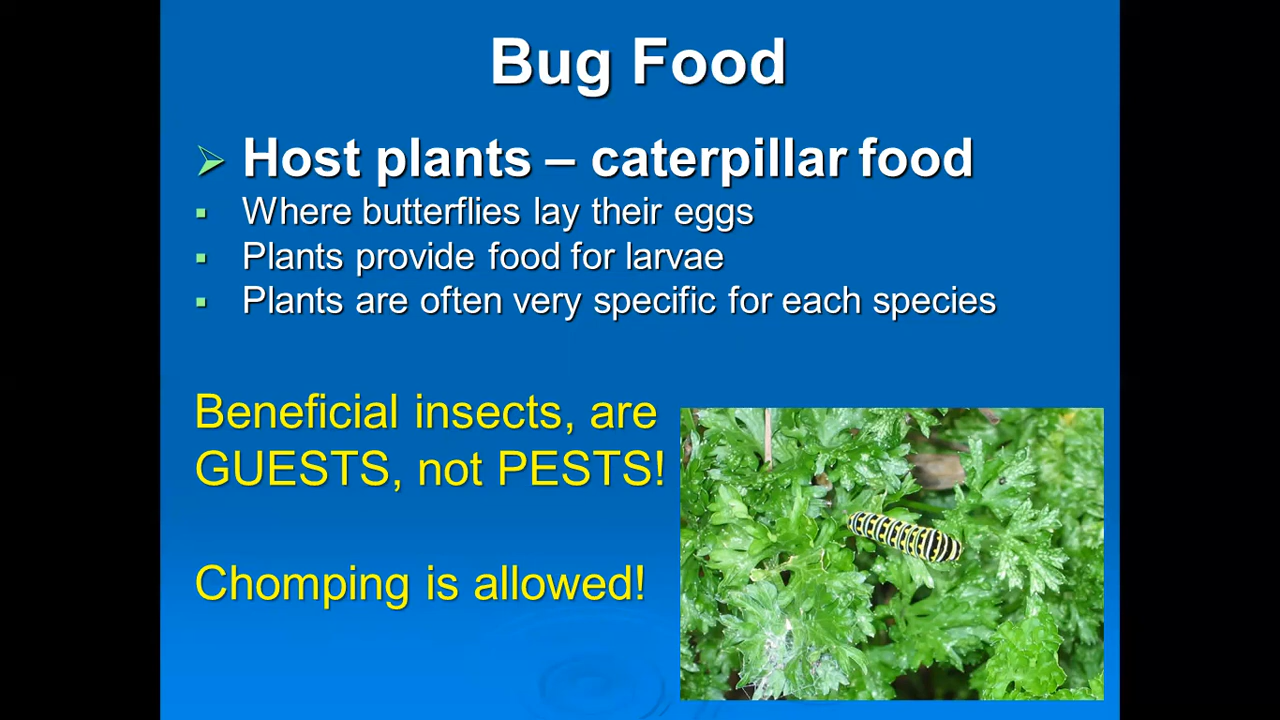 Bug Food
Host plants – caterpillar food
Where butterflies lay their eggs
Plants provide food for larvae
Plants are often very specific for each species
Beneficial insects, are
GUESTS, not PESTS!
Chomping is allowed!